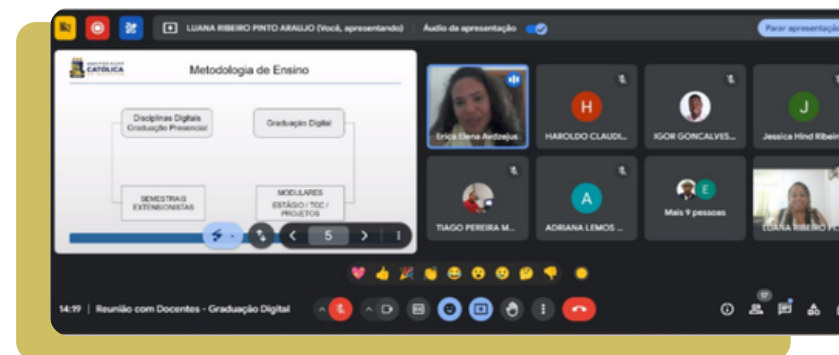 LUANA RIBEIRO PINTO ARAUJO (Você, apresentando)
Áudio da apresentação
Parar apresentação
CATÓLICA
Metodologia de Ensino
Disciplinas Digitais
Graduação Presencial
Graduação Digital
SEMESTRAIS
EXTENSIONISTAS
MODULARES
ESTÁGIO / TCC /
PROJETOS
5
Erica Elena Avdzejus
H
HAROLDO CLAUDI...
IGOR GONCALVES...
J
Jessica Hind Ribeir
TIAGO PEREIRA M...
A
ADRIANA LEMOS ...
E
Mais 9 pessoas
LUANA RIBEIRO PI
14:19 | Reunião com Docentes - Graduação Digital
17